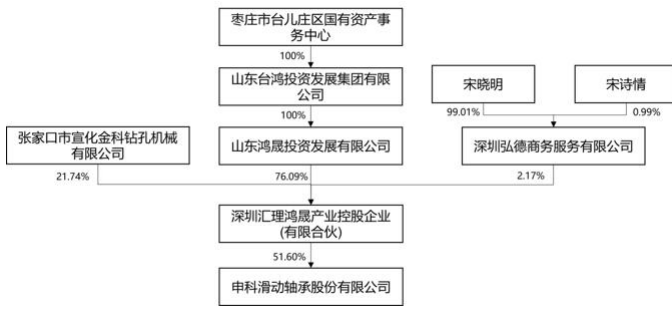 枣庄市台儿庄区国有资产事
务中心
100%
山东台鸿投资发展集团有限
公司
宋晓明
宋诗情
100%
99.01%
0.99%
张家口市宣化金科钻孔机械
有限公司
山东鸿晟投资发展有限公司
深圳弘德商务服务有限公司
21.74%
76.09%
2.17%
深圳汇理鸿晟产业控股企业
(有限合伙)
51.60%
申科滑动轴承股份有限公司